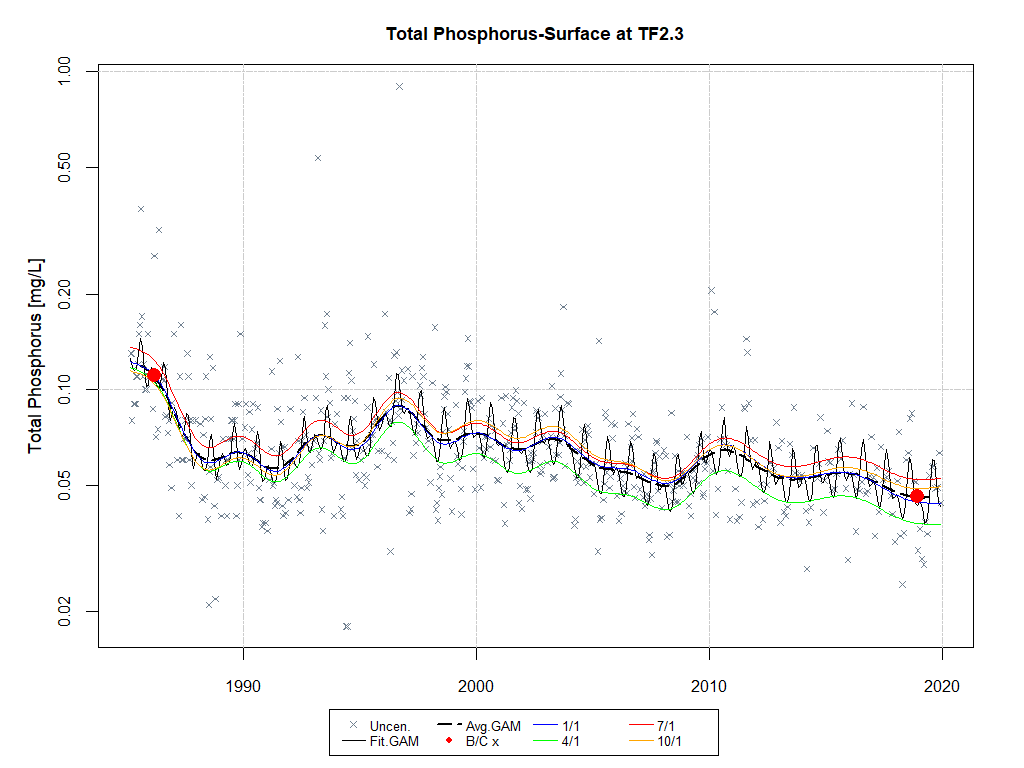 Total Phosphorus-Surface at TF2.3
Total Phosphorus [mg/L]
1.00
0.50
0.20
0.10
0.05
0.02
1990 2000 2010 2020
Uncen. Avg.GAM 1/1 7/1
Fit.GAM B/C x 4/1 10/1